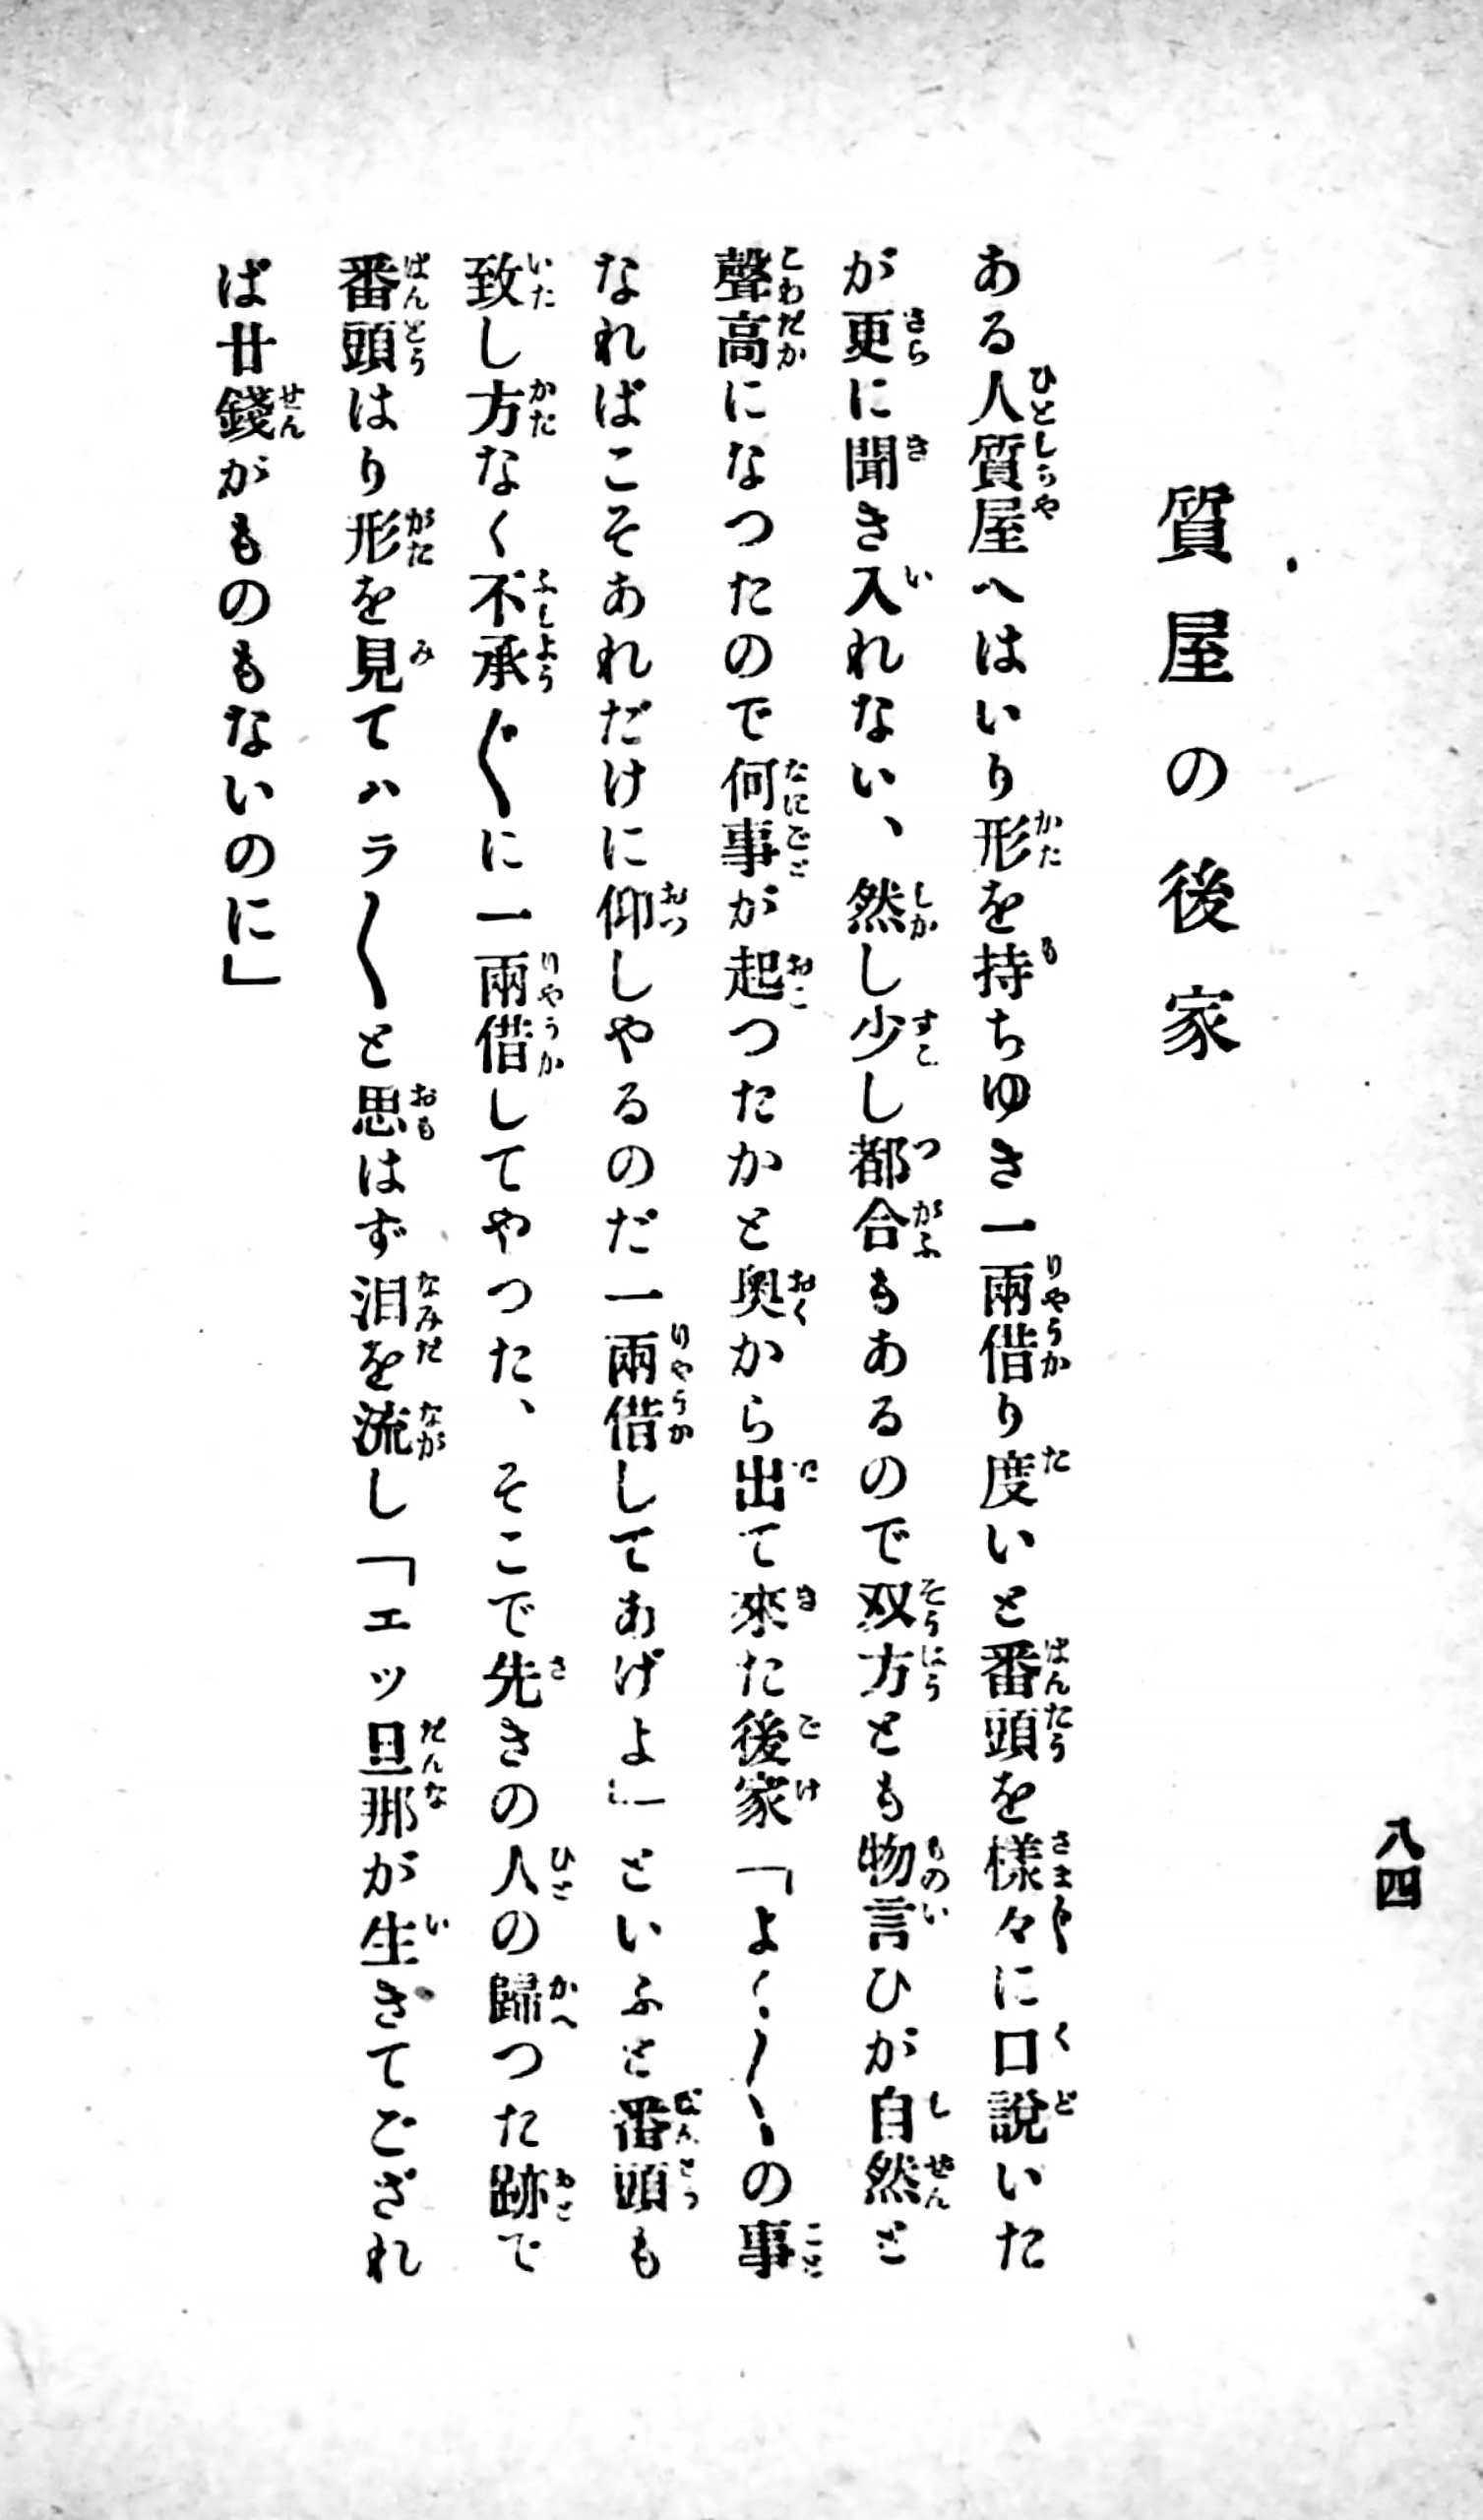 八四
質屋の後家
ある人質屋へはいり形を持ちゆき一兩借り度いと番頭を樣々に口說いた
が更に聞き入れない、然し少し都合もあるので双方とも物言ひが自然と
聲高になつたので何事が起つたかと奥から出て來た後家「よく〳〵の事
なればこそあれだけに仰しやるのだ一兩借してあげよ」といふと番頭も
致し方なく不承〴〵に一兩借してやつた、そこで先きの人の歸つた跡で
番頭はり形を見てハラ〳〵と思はず泪を流し「エッ旦那が生きてござれ
ば廿錢がものもないのに」